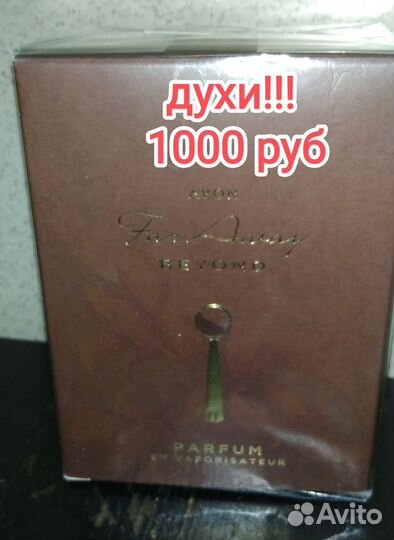 духи!!!
1000 руб
AVON
Far Away
BEYOND
PARFUM
EN VAPORISATEUR
Avito